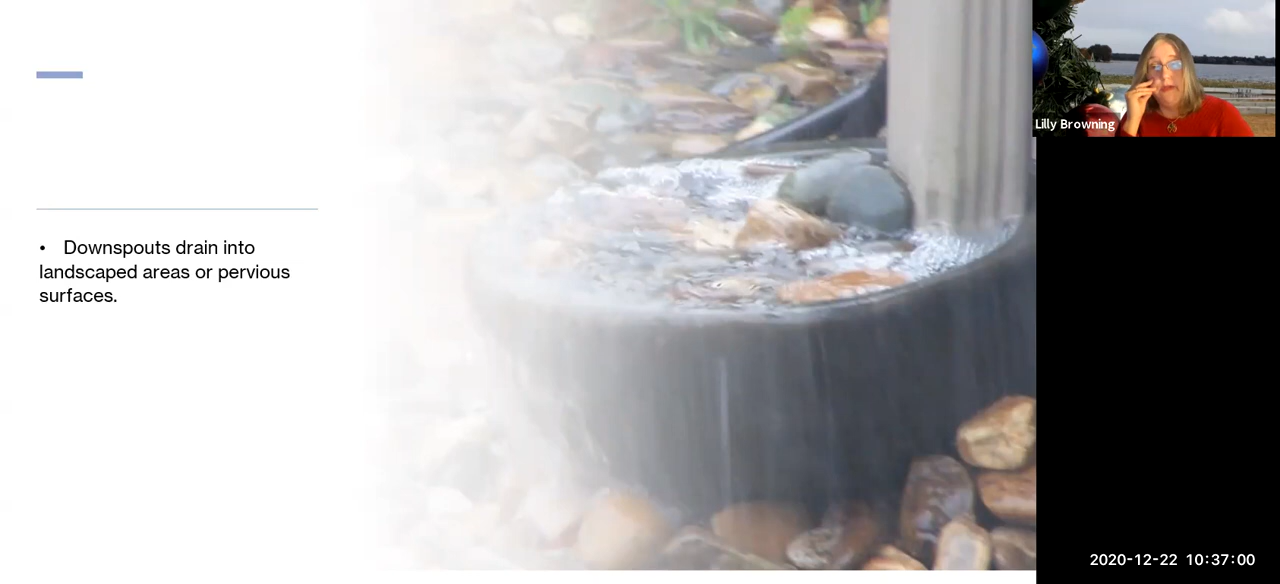 Lilly Browning
• Downspouts drain into
landscaped areas or pervious
surfaces.
2020-12-22 10:37:00